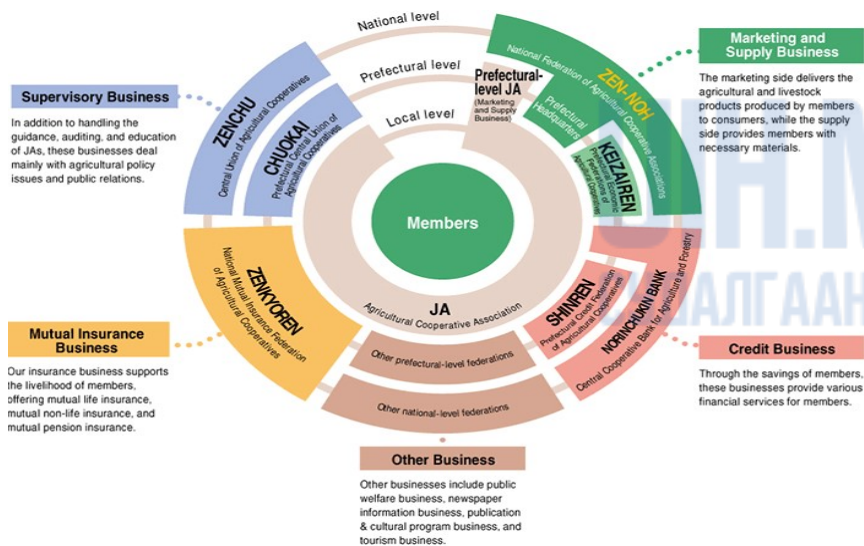 National level
Prefectural level
Local level
Supervisory Business
In addition to handling the
guidance, auditing, and education
of JAs, these businesses deal
mainly with agricultural policy
issues and public relations.
ZENCHU
Central Union of Agricultural Cooperatives
CHUOKAI
Prefectural Central Union of
Agricultural Cooperatives
Prefectural-
level JA
(Marketing and
Supply Business)
National Federation of Agricultural Cooperative Associations
ZEN-NOH
Prefectural
Headquarters
KEIZAIREN
Prefectural Economic
Federations of
Agricultural Cooperatives
Marketing and
Supply Business
The marketing side delivers the
agricultural and livestock
products produced by members
to consumers, while the supply
side provides members with
necessary materials.
Members
JA
Agricultural Cooperative Association
ZENKYOREN
National Mutual Insurance Federation
of Agricultural Cooperatives
Mutual Insurance
Business
Our insurance business supports
the livelihood of members,
offering mutual life insurance,
mutual non-life insurance, and
mutual pension insurance.
SHINREN
Prefectural Credit Federation
of Agricultural Cooperatives
NORINCHUKIN BANK
Central Cooperative Bank for Agriculture and Forestry
Credit Business
Through the savings of members,
these businesses provide various
financial services for members.
Other prefectural-level federations
Other national-level federations
Other Business
Other businesses include public
welfare business, newspaper
information business, publication
& cultural program business, and
tourism business.